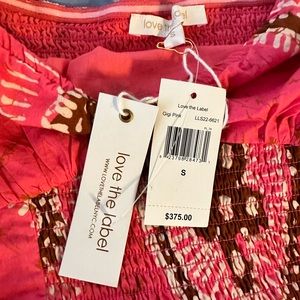 love the label
S
Love the Label
Gigi Pink
LLS22-6621
S
$375.00
love the label
WWW.LOVETHELABELNYC.COM